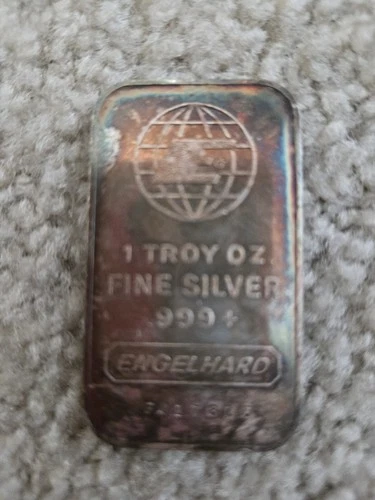 1 TROY OZ.
FINE SILVER
999+
ENGELHARD